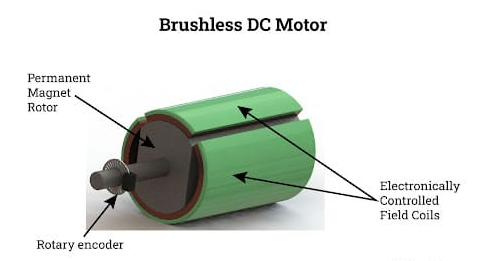 Brushless DC Motor
Permanent
Magnet
Rotor
Electronically
Controlled
Field Coils
Rotary encoder